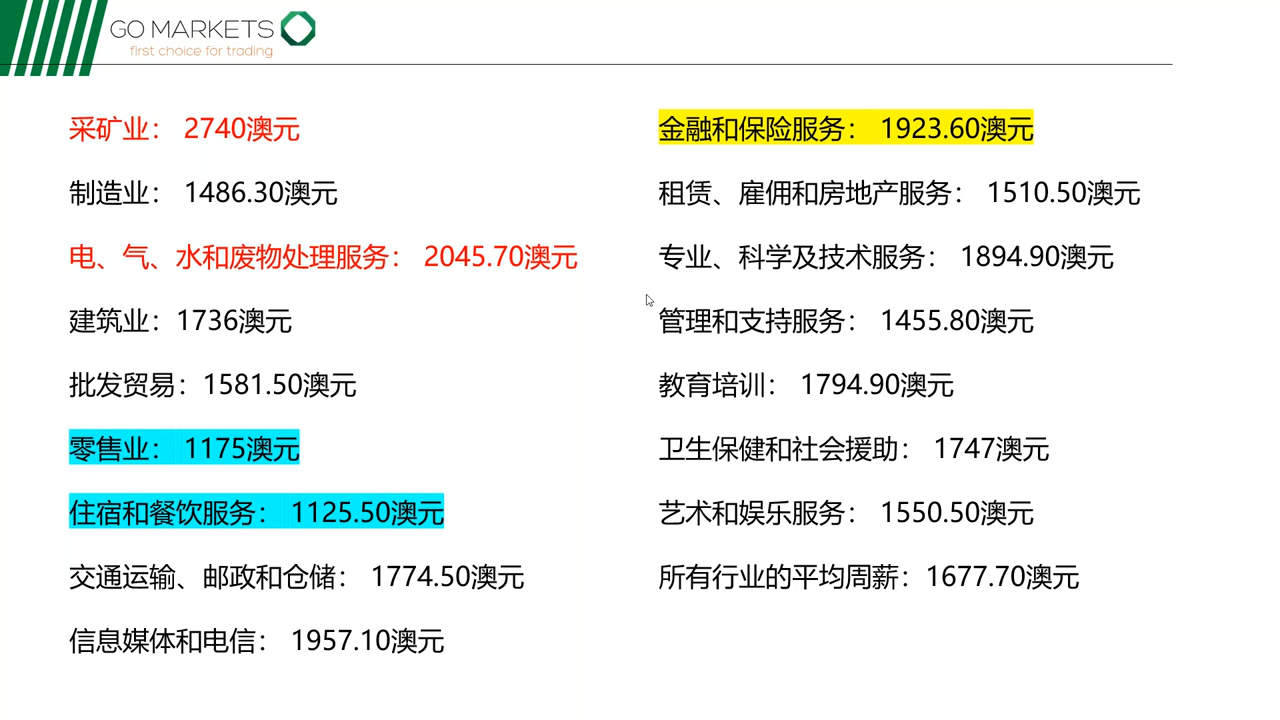 GO MARKETS
first choice for trading
采矿业： 2740澳元
制造业： 1486.30澳元
电、气、水和废物处理服务： 2045.70澳元
建筑业：1736澳元
批发贸易：1581.50澳元
零售业： 1175澳元
住宿和餐饮服务： 1125.50澳元
交通运输、邮政和仓储： 1774.50澳元
信息媒体和电信： 1957.10澳元
金融和保险服务： 1923.60澳元
租赁、雇佣和房地产服务： 1510.50澳元
专业、科学及技术服务： 1894.90澳元
管理和支持服务： 1455.80澳元
教育培训： 1794.90澳元
卫生保健和社会援助： 1747澳元
艺术和娱乐服务： 1550.50澳元
所有行业的平均周薪：1677.70澳元